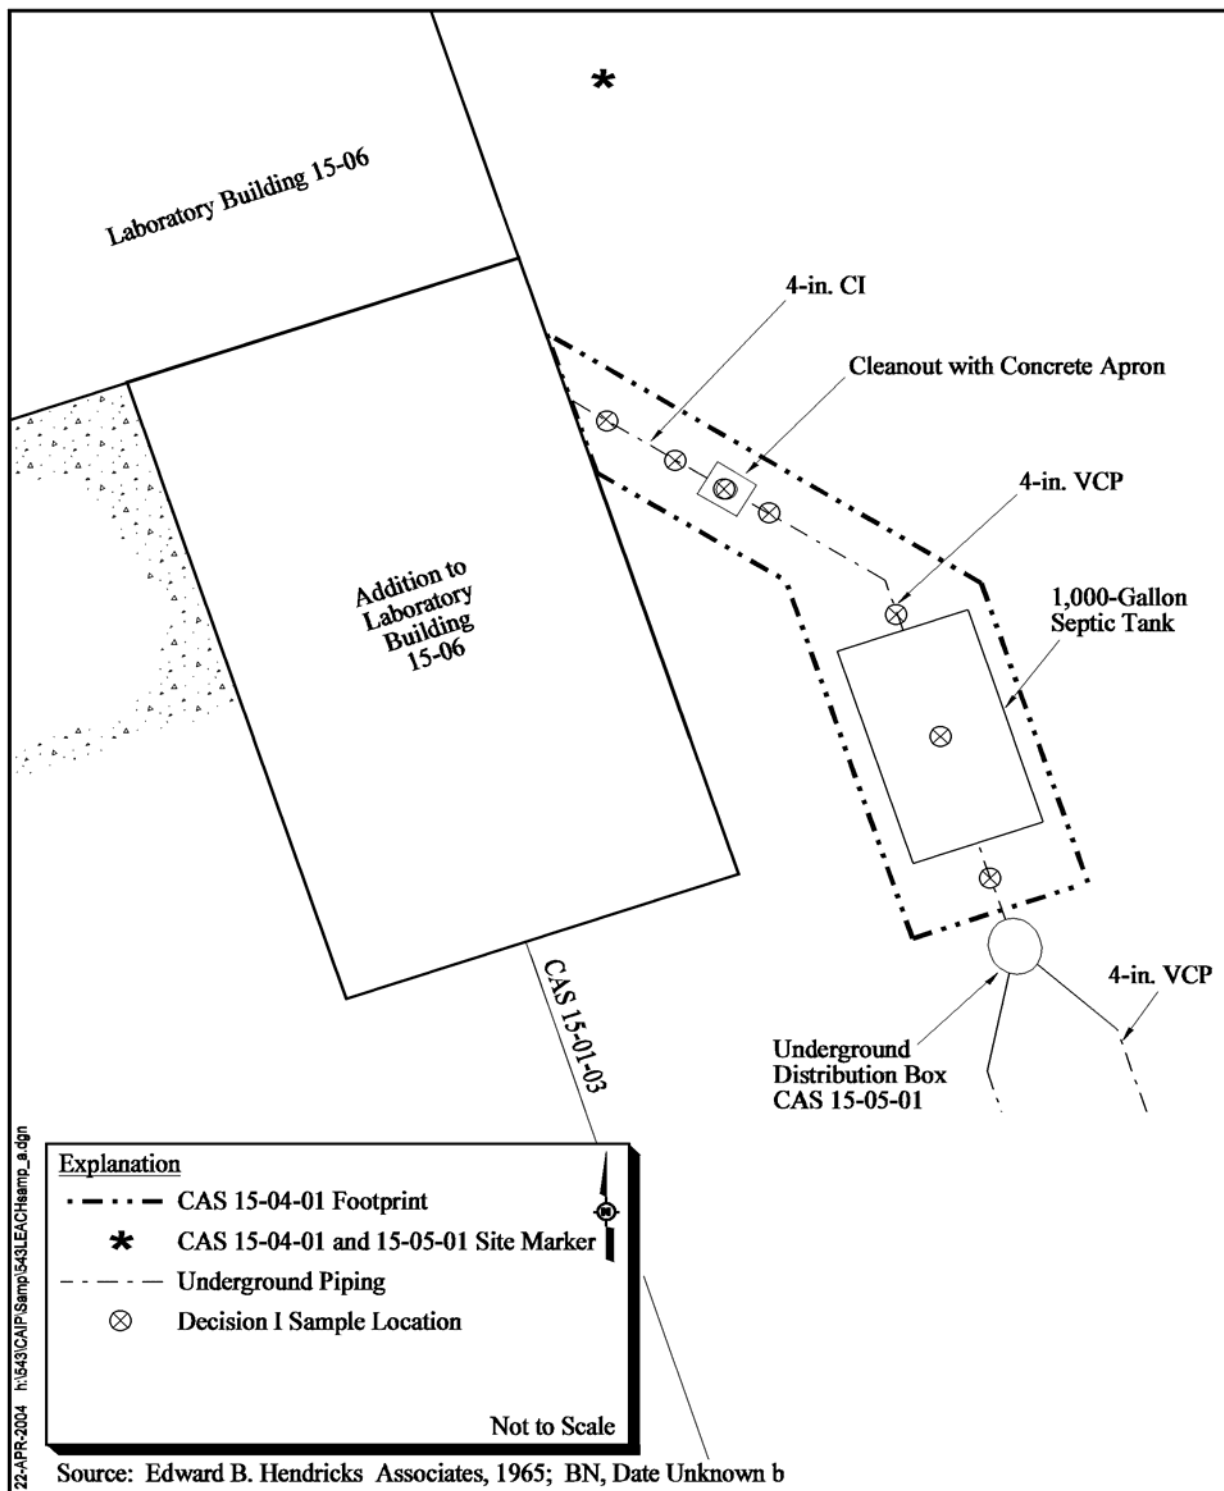 Laboratory Building 15-06
4-in. CI
Cleanout with Concrete Apron
4-in. VCP
1,000-Gallon
Septic Tank
Addition to
Laboratory
Building
15-06
CAS 15-01-03
4-in. VCP
Underground
Distribution Box
CAS 15-05-01
Explanation
CAS 15-04-01 Footprint
CAS 15-04-01 and 15-05-01 Site Marker
N
Underground Piping
Decision I Sample Location
Not to Scale
Source: Edward B. Hendricks Associates, 1965; BN, Date Unknown b
22-APR-2004 h:\543\CAIP\Samp\543LEACHsamp_a.dgn